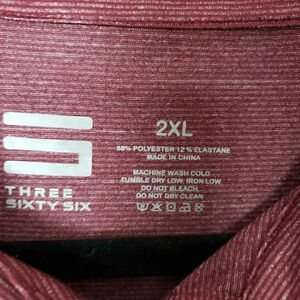 2XL
88% POLYESTER 12 % ELASTANE
MADE IN CHINA
MACHINE WASH COLD
TUMBLE DRY LOW, IRON LOW
DO NOT BLEACH.
DO NOT DRY CLEAN
THREE
SIXTY SIX